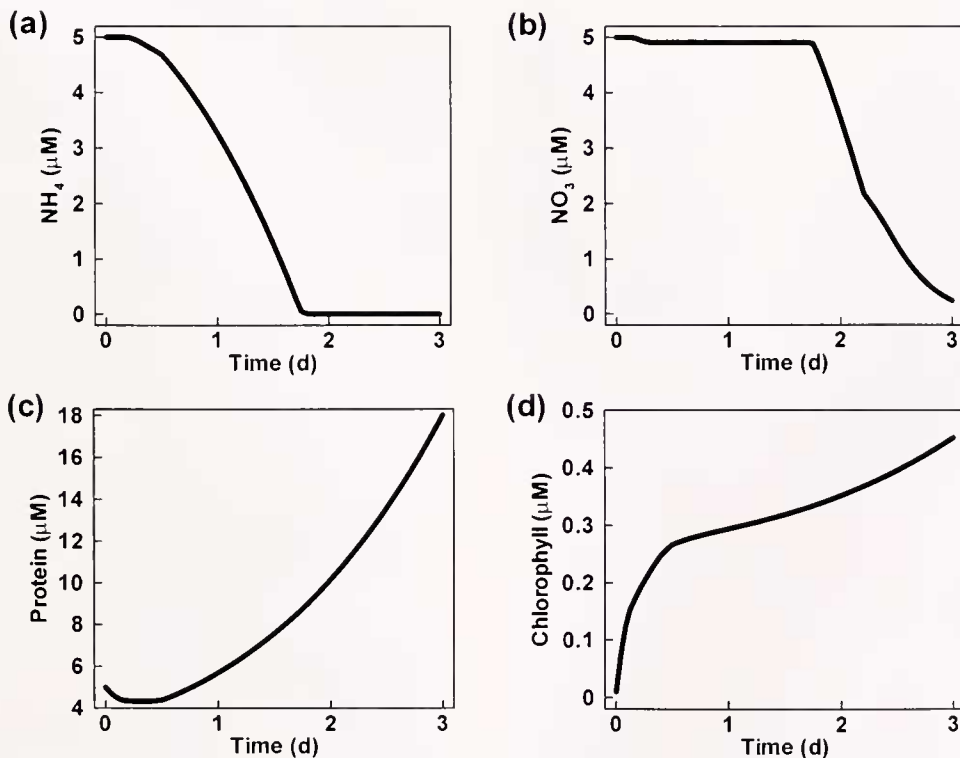 (a)
5
4
3
2
1
0
NH4 (μM)
0 1 2 3
Time (d)
(b)
5
4
3
2
1
0
NO3 (μM)
0 1 2 3
Time (d)
(c)
18
16
14
12
10
8
6
4
Protein (μM)
0 1 2 3
Time (d)
(d)
0.5
0.4
0.3
0.2
0.1
0
Chlorophyll (μM)
0 1 2 3
Time (d)